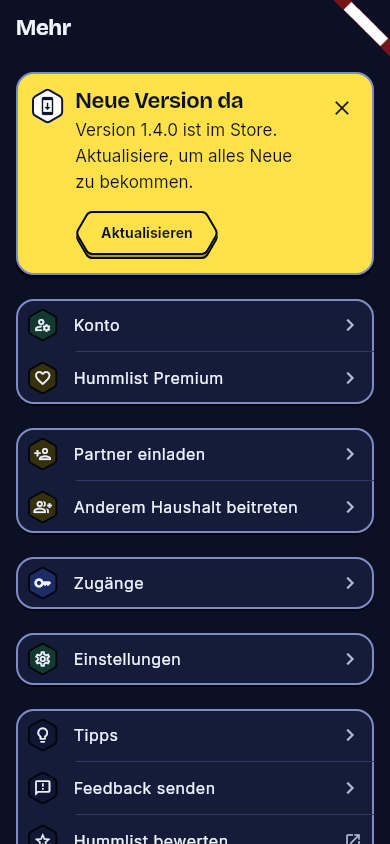 Mehr
Neue Version da
Version 1.4.0 ist im Store.
Aktualisiere, um alles Neue
zu bekommen.
Aktualisieren
Konto
Hummlist Premium
Partner einladen
Anderem Haushalt beitreten
Zugänge
Einstellungen
Tipps
Feedback senden
Hummlist bewerten